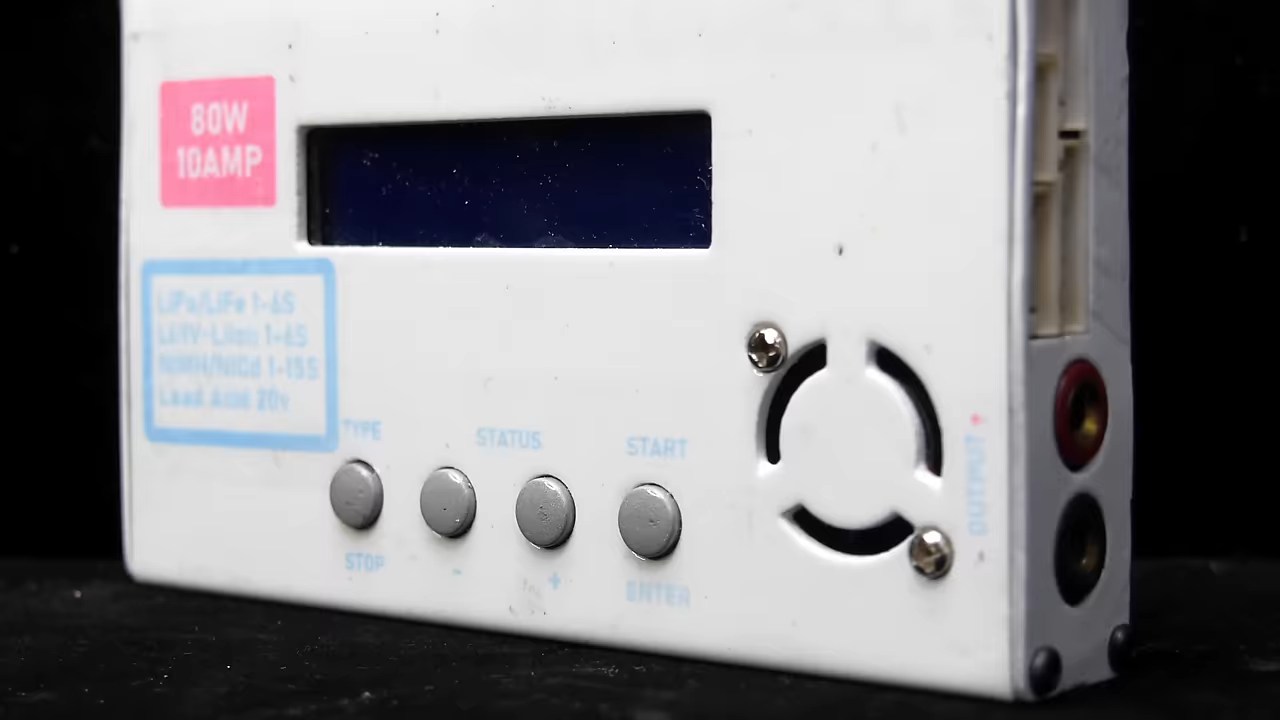 80W
10AMP
LiPo/LiFe 1-6S
LiHV-LiIon 1-6S
NiMH/NiCd 1-15S
Lead Acid 20v
TYPE
STATUS
START
STOP
-
+
ENTER
OUTPUT